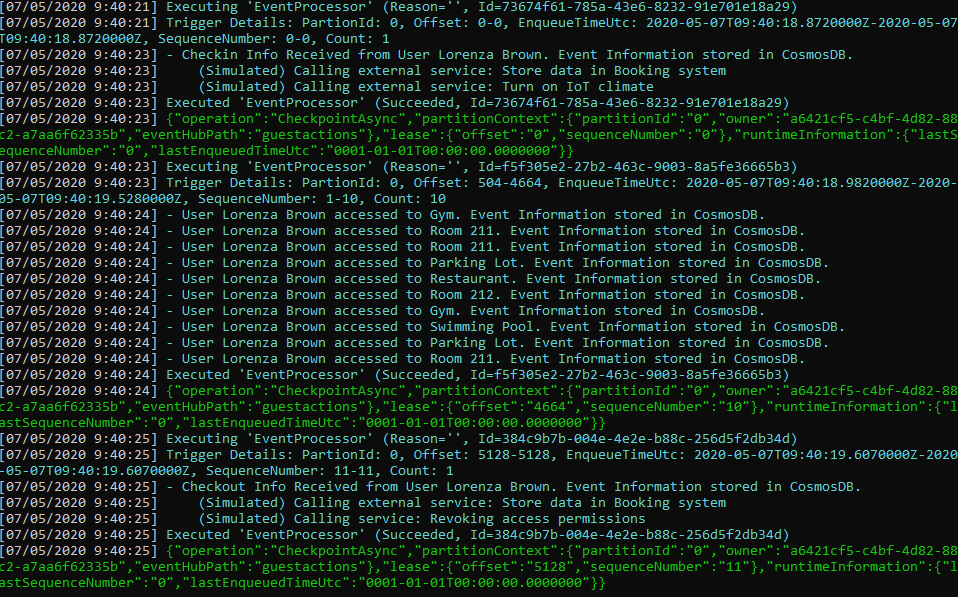 [07/05/2020 9:40:21] Executing 'EventProcessor' (Reason='', Id=73674f61-785a-43e6-8232-91e701e18a29)
[07/05/2020 9:40:21] Trigger Details: PartionId: 0, Offset: 0-0, EnqueueTimeUtc: 2020-05-07T09:40:18.8720000Z-2020-05-07
T09:40:18.8720000Z, SequenceNumber: 0-0, Count: 1
[07/05/2020 9:40:23] - Checkin Info Received from User Lorenza Brown. Event Information stored in CosmosDB.
[07/05/2020 9:40:23]     (Simulated) Calling external service: Store data in Booking system
[07/05/2020 9:40:23]     (Simulated) Calling external service: Turn on IoT climate
[07/05/2020 9:40:23] Executed 'EventProcessor' (Succeeded, Id=73674f61-785a-43e6-8232-91e701e18a29)
[07/05/2020 9:40:23] {"operation":"CheckpointAsync","partitionContext":{"partitionId":"0","owner":"a6421cf5-c4bf-4d82-88
c2-a7aa6f62335b","eventHubPath":"guestactions"},"lease":{"offset":"0","sequenceNumber":"0"},"runtimeInformation":{"lastS
equenceNumber":"0","lastEnqueuedTimeUtc":"0001-01-01T00:00:00.0000000"}}
[07/05/2020 9:40:23] Executing 'EventProcessor' (Reason='', Id=f5f305e2-27b2-463c-9003-8a5fe36665b3)
[07/05/2020 9:40:23] Trigger Details: PartionId: 0, Offset: 504-4664, EnqueueTimeUtc: 2020-05-07T09:40:18.9820000Z-2020-
05-07T09:40:19.5280000Z, SequenceNumber: 1-10, Count: 10
[07/05/2020 9:40:24] - User Lorenza Brown accessed to Gym. Event Information stored in CosmosDB.
[07/05/2020 9:40:24] - User Lorenza Brown accessed to Room 211. Event Information stored in CosmosDB.
[07/05/2020 9:40:24] - User Lorenza Brown accessed to Room 211. Event Information stored in CosmosDB.
[07/05/2020 9:40:24] - User Lorenza Brown accessed to Parking Lot. Event Information stored in CosmosDB.
[07/05/2020 9:40:24] - User Lorenza Brown accessed to Restaurant. Event Information stored in CosmosDB.
[07/05/2020 9:40:24] - User Lorenza Brown accessed to Room 212. Event Information stored in CosmosDB.
[07/05/2020 9:40:24] - User Lorenza Brown accessed to Gym. Event Information stored in CosmosDB.
[07/05/2020 9:40:24] - User Lorenza Brown accessed to Swimming Pool. Event Information stored in CosmosDB.
[07/05/2020 9:40:24] - User Lorenza Brown accessed to Parking Lot. Event Information stored in CosmosDB.
[07/05/2020 9:40:24] - User Lorenza Brown accessed to Room 211. Event Information stored in CosmosDB.
[07/05/2020 9:40:24] Executed 'EventProcessor' (Succeeded, Id=f5f305e2-27b2-463c-9003-8a5fe36665b3)
[07/05/2020 9:40:24] {"operation":"CheckpointAsync","partitionContext":{"partitionId":"0","owner":"a6421cf5-c4bf-4d82-88
c2-a7aa6f62335b","eventHubPath":"guestactions"},"lease":{"offset":"4664","sequenceNumber":"10"},"runtimeInformation":{"l
astSequenceNumber":"0","lastEnqueuedTimeUtc":"0001-01-01T00:00:00.0000000"}}
[07/05/2020 9:40:25] Executing 'EventProcessor' (Reason='', Id=384c9b7b-004e-4e2e-b88c-256d5f2db34d)
[07/05/2020 9:40:25] Trigger Details: PartionId: 0, Offset: 5128-5128, EnqueueTimeUtc: 2020-05-07T09:40:19.6070000Z-2020
-05-07T09:40:19.6070000Z, SequenceNumber: 11-11, Count: 1
[07/05/2020 9:40:25] - Checkout Info Received from User Lorenza Brown. Event Information stored in CosmosDB.
[07/05/2020 9:40:25]     (Simulated) Calling external service: Store data in Booking system
[07/05/2020 9:40:25]     (Simulated) Calling service: Revoking access permissions
[07/05/2020 9:40:25] Executed 'EventProcessor' (Succeeded, Id=384c9b7b-004e-4e2e-b88c-256d5f2db34d)
[07/05/2020 9:40:25] {"operation":"CheckpointAsync","partitionContext":{"partitionId":"0","owner":"a6421cf5-c4bf-4d82-88
c2-a7aa6f62335b","eventHubPath":"guestactions"},"lease":{"offset":"5128","sequenceNumber":"11"},"runtimeInformation":{"l
astSequenceNumber":"0","lastEnqueuedTimeUtc":"0001-01-01T00:00:00.0000000"}}